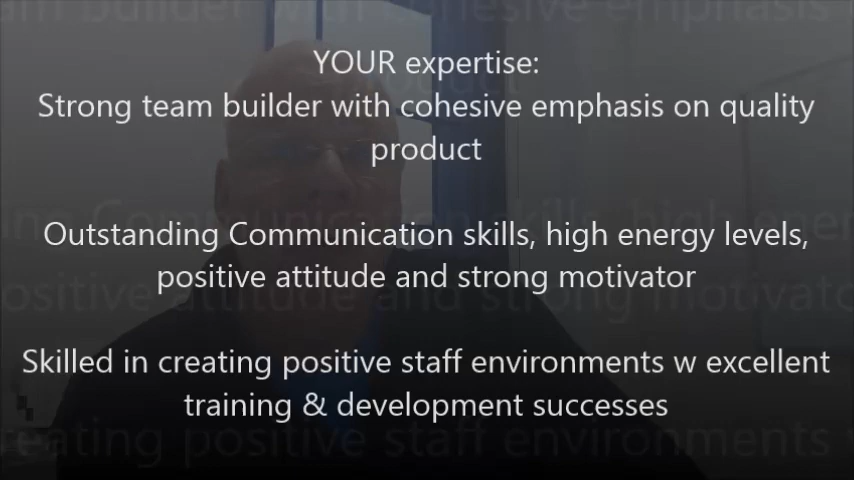 YOUR expertise:
Strong team builder with cohesive emphasis on quality
product
Outstanding Communication skills, high energy levels,
positive attitude and strong motivator
Skilled in creating positive staff environments w excellent
training & development successes